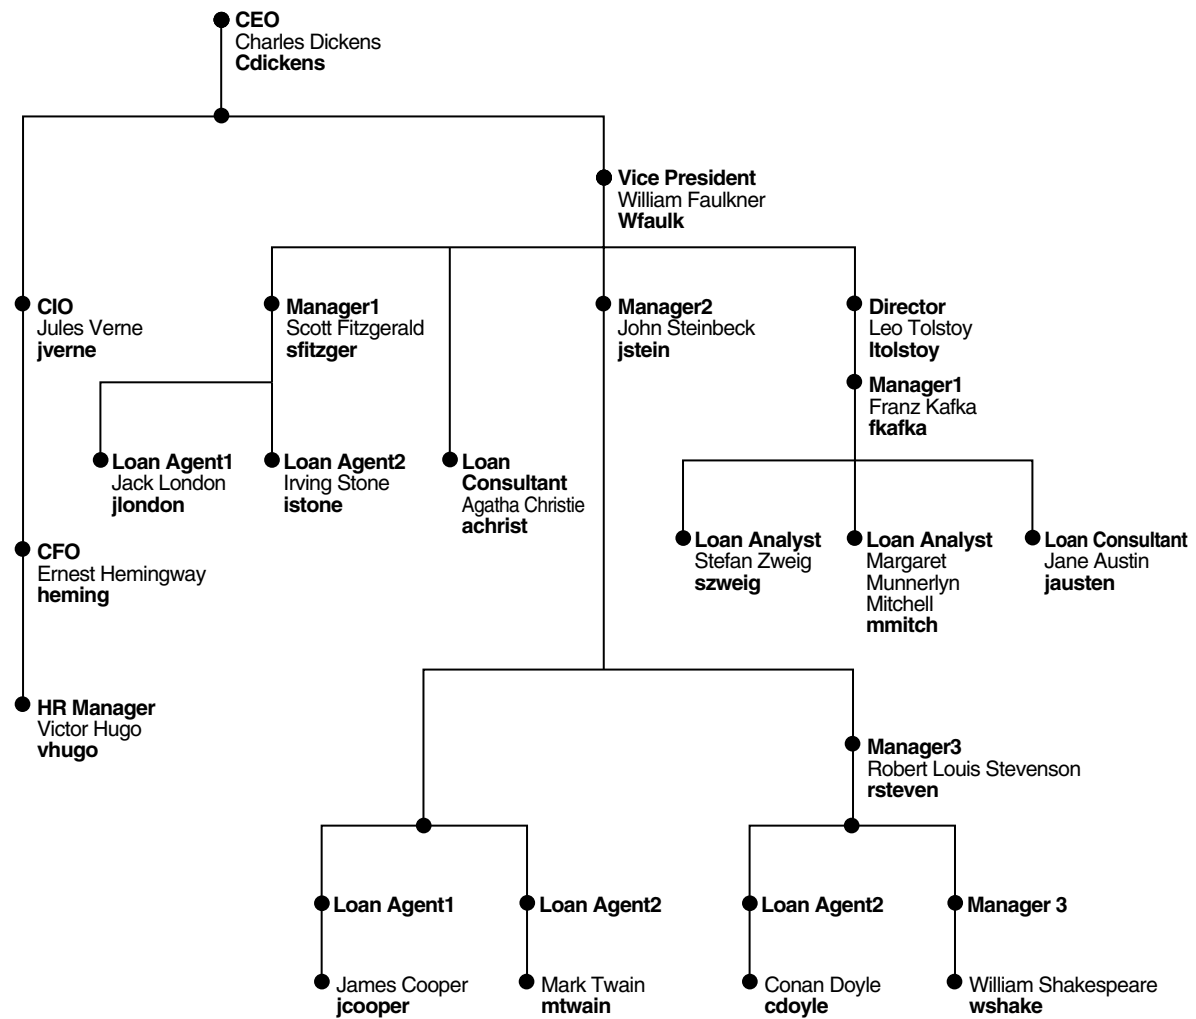 CEO
Charles Dickens
Cdickens
Vice President
William Faulkner
Wfaulk
CIO
Jules Verne
jverne
Manager1
Scott Fitzgerald
sfitzger
Manager2
John Steinbeck
jstein
Director
Leo Tolstoy
ltolstoy
Manager1
Franz Kafka
fkafka
Loan Agent1
Jack London
jlondon
Loan Agent2
Irving Stone
istone
Loan
Consultant
Agatha Christie
achrist
Loan Analyst
Stefan Zweig
szweig
Loan Analyst
Margaret
Munnerlyn
Mitchell
mmitch
Loan Consultant
Jane Austin
jausten
CFO
Ernest Hemingway
heming
HR Manager
Victor Hugo
vhugo
Manager3
Robert Louis Stevenson
rsteven
Loan Agent1
Loan Agent2
Loan Agent2
Manager 3
James Cooper
jcooper
Mark Twain
mtwain
Conan Doyle
cdoyle
William Shakespeare
wshake